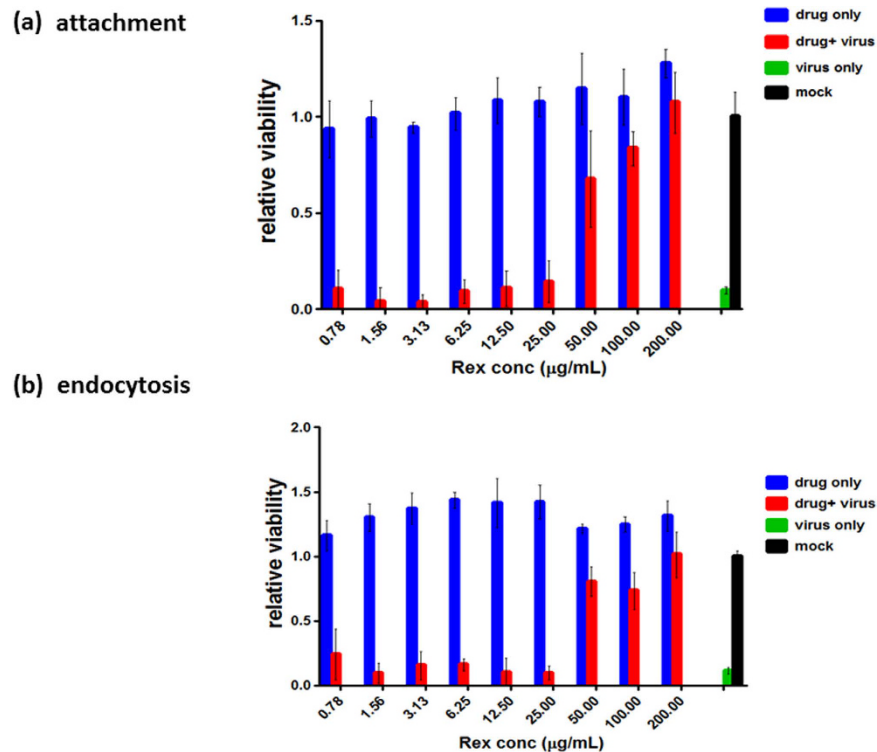 (a) attachment
drug only
drug+ virus
virus only
mock
relative viability
1.5
1.0
0.5
0.0
0.78 1.56 3.13 6.25 12.50 25.00 50.00 100.00 200.00
Rex conc (µg/mL)
(b) endocytosis
drug only
drug+ virus
virus only
mock
relative viability
2.0
1.5
1.0
0.5
0.0
0.78 1.56 3.13 6.25 12.50 25.00 50.00 100.00 200.00
Rex conc (µg/mL)